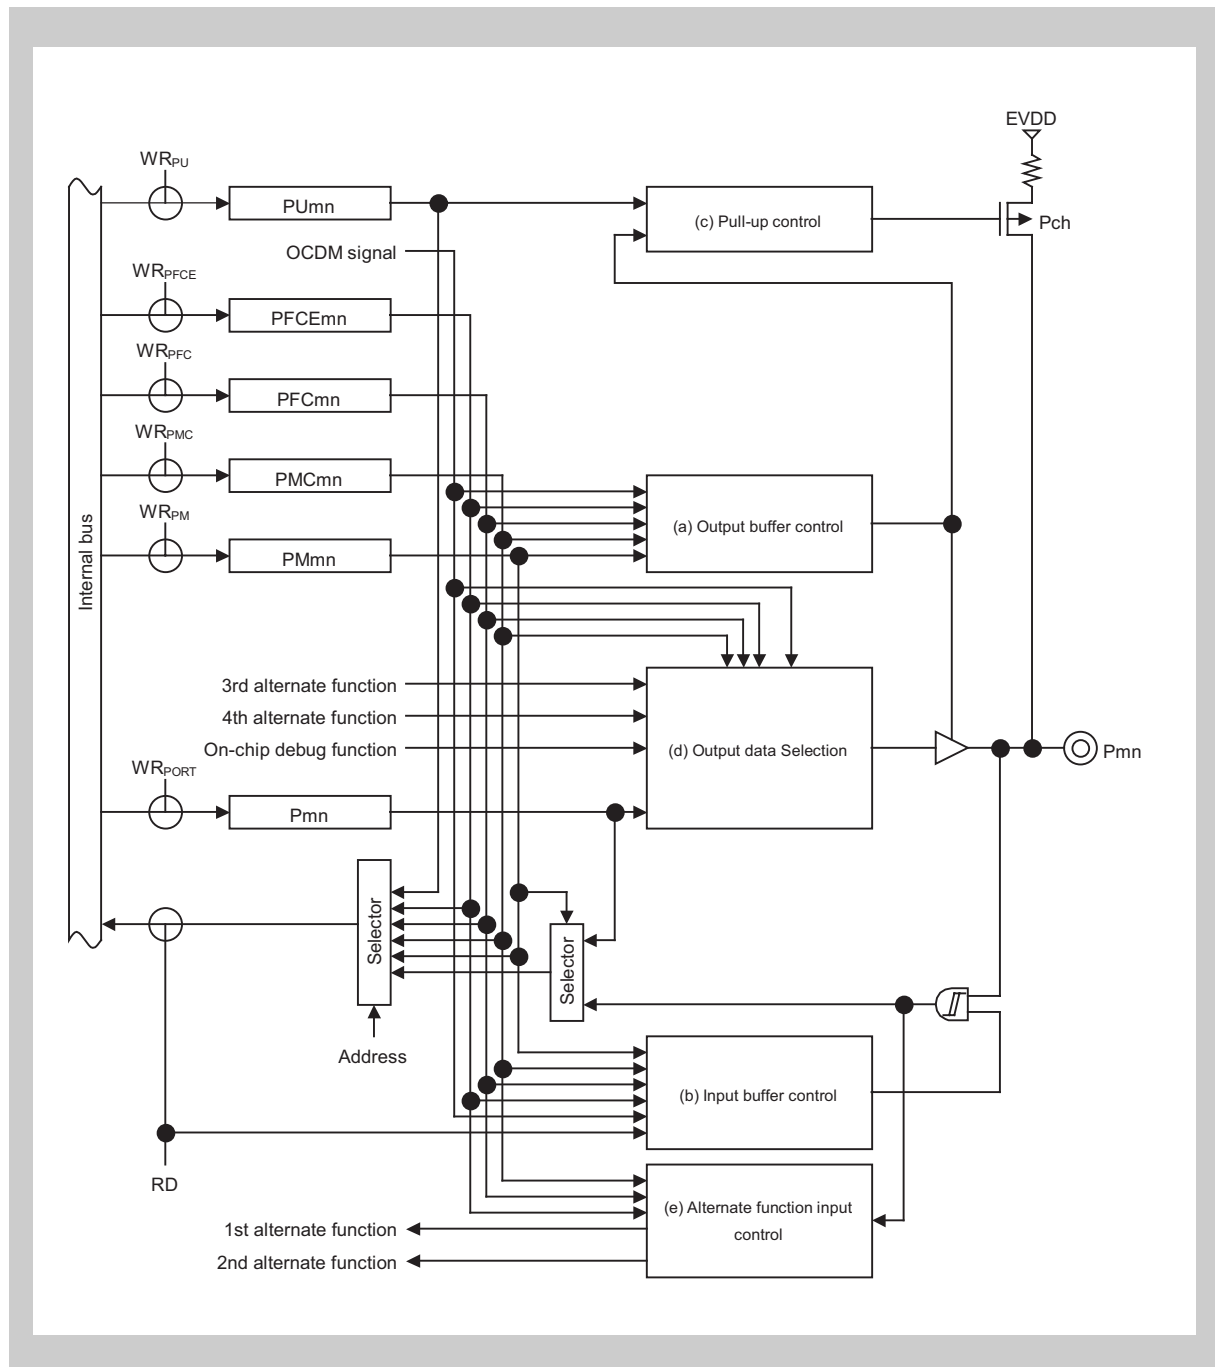 EVDD
WRPU
PUmn
(c) Pull-up control
Pch
OCDM signal
WRPFCE
PFCEmn
WRPFC
PFCmn
WRPMC
PMCmn
WRPM
PMmn
(a) Output buffer control
Internal bus
3rd alternate function
4th alternate function
On-chip debug function
(d) Output data Selection
Pmn
WRPORT
Pmn
Selector
Selector
Address
(b) Input buffer control
RD
(e) Alternate function input
control
1st alternate function
2nd alternate function